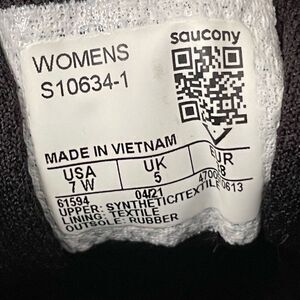 WOMENS
saucony
S10634-1
MADE IN VIETNAM
USA UK EUR
7 W 5
61594 04/21
UPPER: SYNTHETIC/TEXTILE
LINING: TEXTILE
OUTSOLE: RUBBER